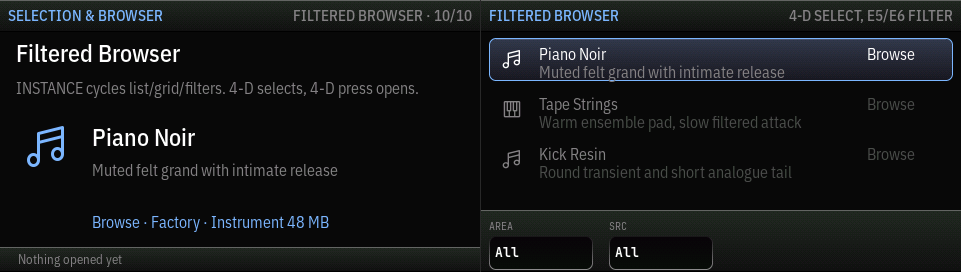 SELECTION & BROWSER
FILTERED BROWSER · 10/10
Filtered Browser
INSTANCE cycles list/grid/filters. 4-D selects, 4-D press opens.
Piano Noir
Muted felt grand with intimate release
Browse · Factory · Instrument 48 MB
Nothing opened yet
FILTERED BROWSER
4-D SELECT, E5/E6 FILTER
Piano Noir
Browse
Muted felt grand with intimate release
Tape Strings
Browse
Warm ensemble pad, slow filtered attack
Kick Resin
Browse
Round transient and short analogue tail
AREA
SRC
All
All